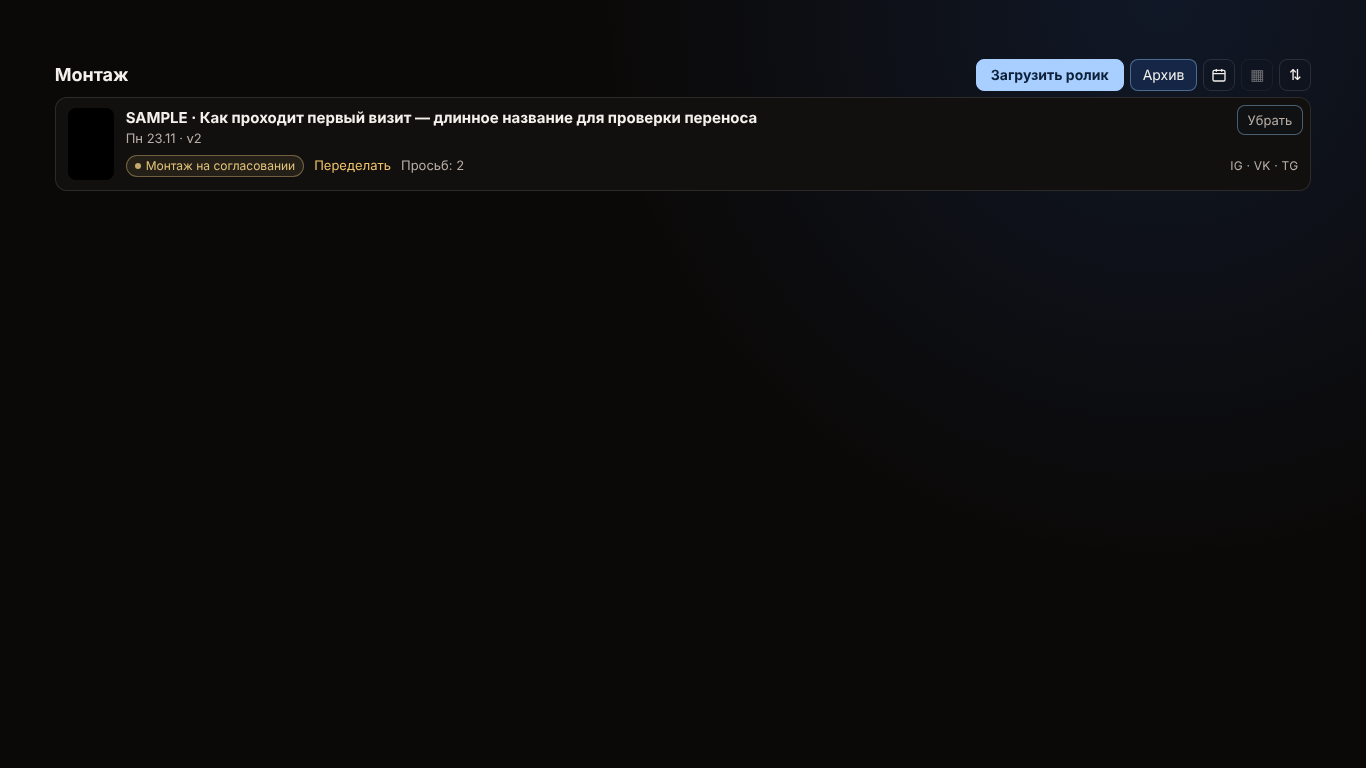 Монтаж
Загрузить ролик
Архив
SAMPLE · Как проходит первый визит — длинное название для проверки переноса
Убрать
Пн 23.11 · v2
Монтаж на согласовании Переделать Просьб: 2
IG · VK · TG